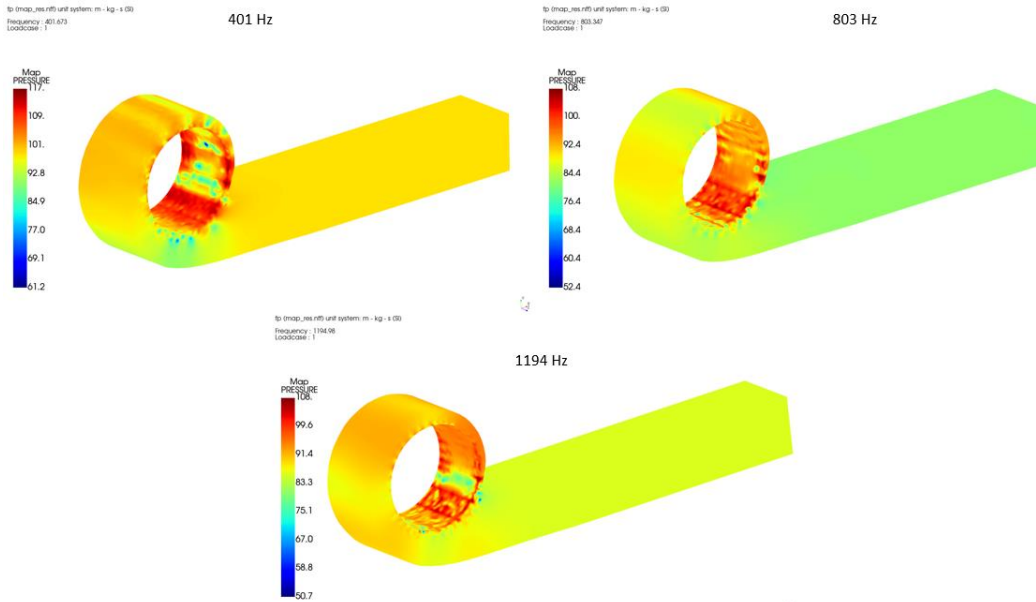 fp (map_res.nff) unit system: m - kg - s (SI)
Frequency : 401.673
Loadcase : 1
401 Hz
Map
PRESSURE
117.
109.
101.
92.8
84.9
77.0
69.1
61.2
fp (map_res.nff) unit system: m - kg - s (SI)
Frequency : 803.347
Loadcase : 1
803 Hz
Map
PRESSURE
108.
100.
92.4
84.4
76.4
68.4
60.4
52.4
fp (map_res.nff) unit system: m - kg - s (SI)
Frequency : 1194.98
Loadcase : 1
1194 Hz
Map
PRESSURE
108.
99.6
91.4
83.3
75.1
67.0
58.8
50.7